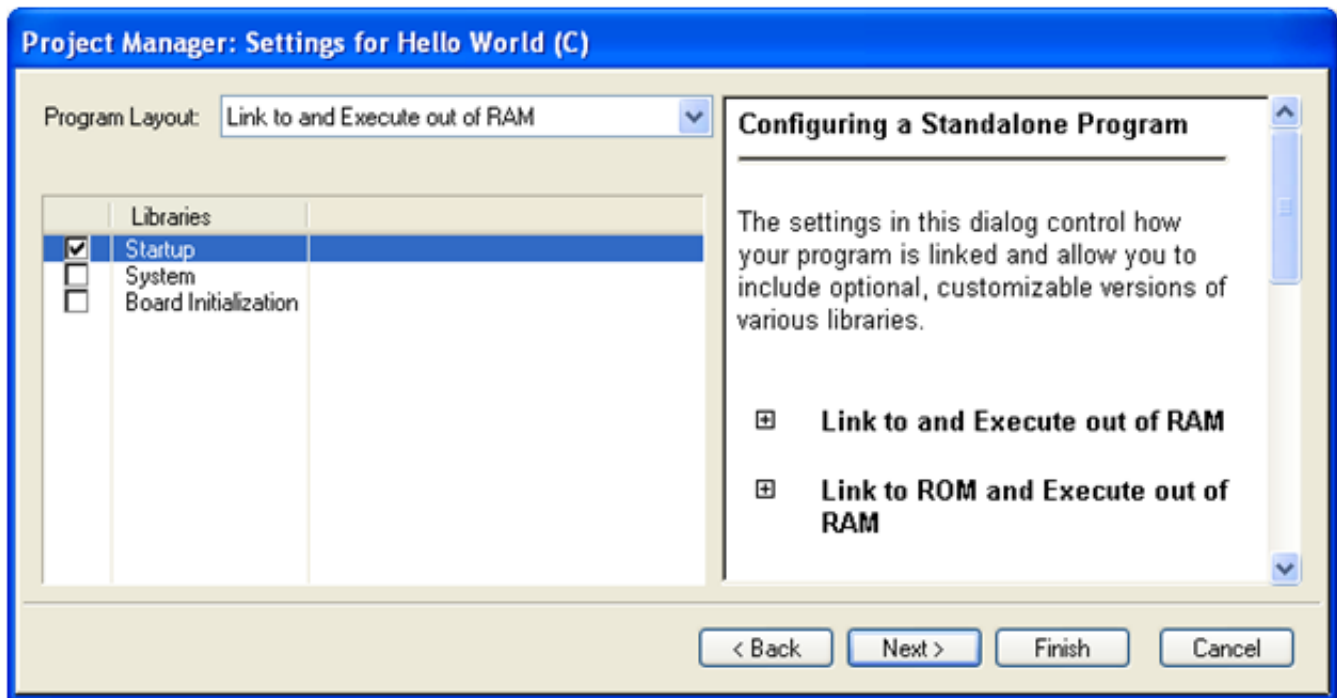 Project Manager: Settings for Hello World (C)
Program Layout: Link to and Execute out of RAM
Libraries
Startup
System
Board Initialization
Configuring a Standalone Program
The settings in this dialog control how
your program is linked and allow you to
include optional, customizable versions of
various libraries.
Link to and Execute out of RAM
Link to ROM and Execute out of
RAM
< Back Next > Finish Cancel